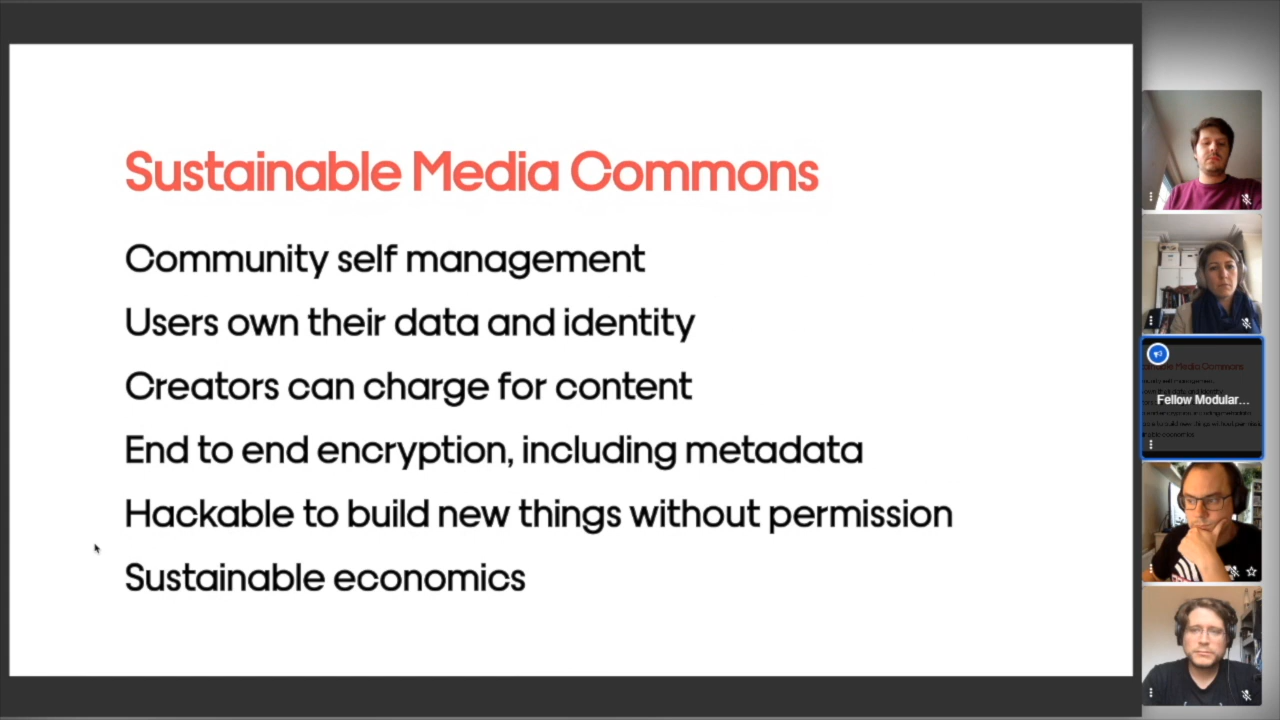 Sustainable Media Commons
Community self management
Users own their data and identity
Creators can charge for content
End to end encryption, including metadata
Hackable to build new things without permission
Sustainable economics
Fellow Modular...